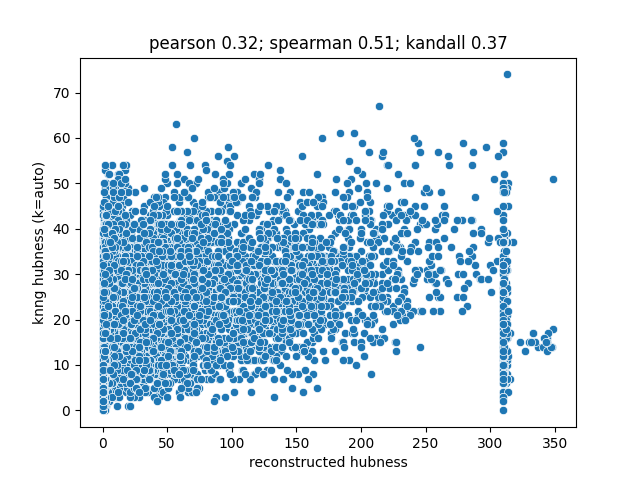 pearson 0.32; spearman 0.51; kandall 0.37
70
60
50
40
30
20
10
0
knng hubness (k=auto)
0 50 100 150 200 250 300 350
reconstructed hubness